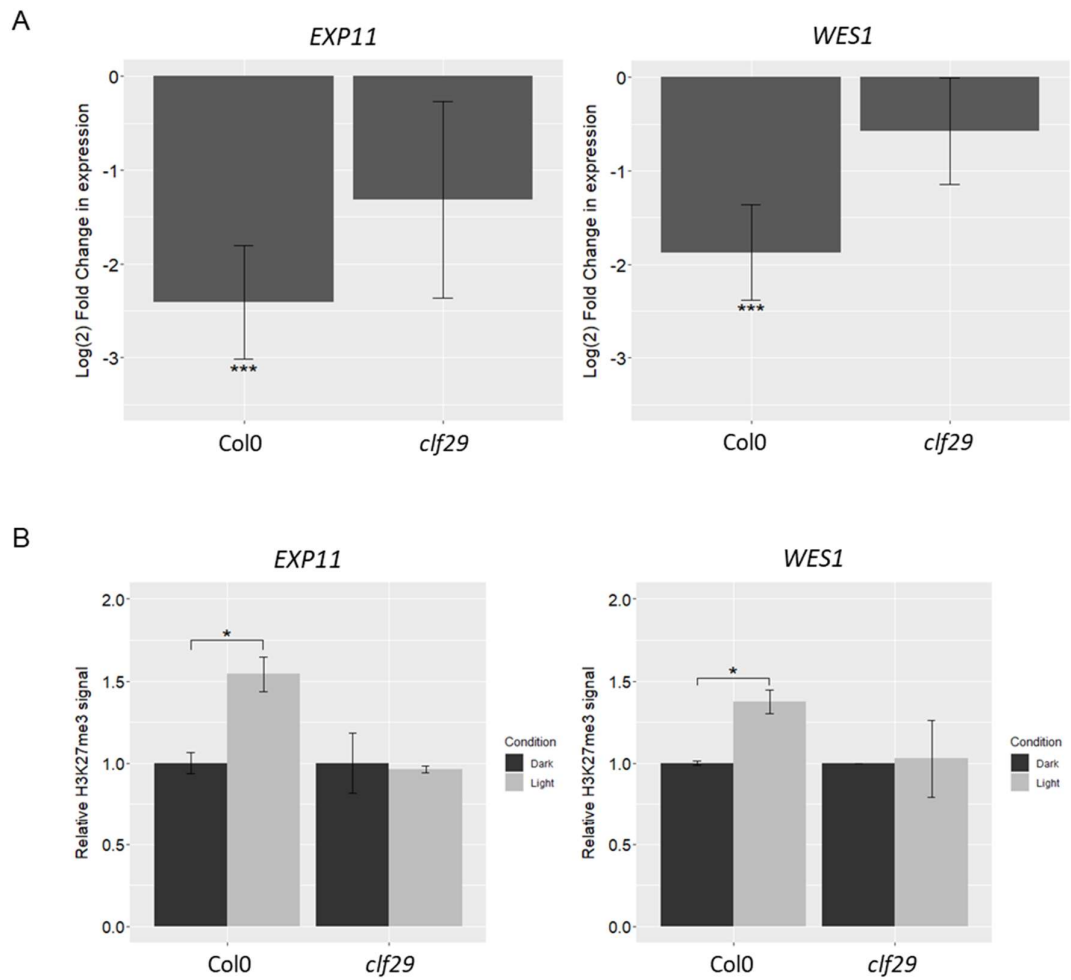 A
EXP11
WES1
Log(2) Fold Change in expression
0
-1
-2
-3
***
Col0
clf29
Log(2) Fold Change in expression
0
-1
-2
-3
***
Col0
clf29
B
EXP11
WES1
Relative H3K27me3 signal
2.0
1.5
1.0
0.5
0.0
*
Col0
clf29
Condition
Dark
Light
Relative H3K27me3 signal
2.0
1.5
1.0
0.5
0.0
*
Col0
clf29
Condition
Dark
Light